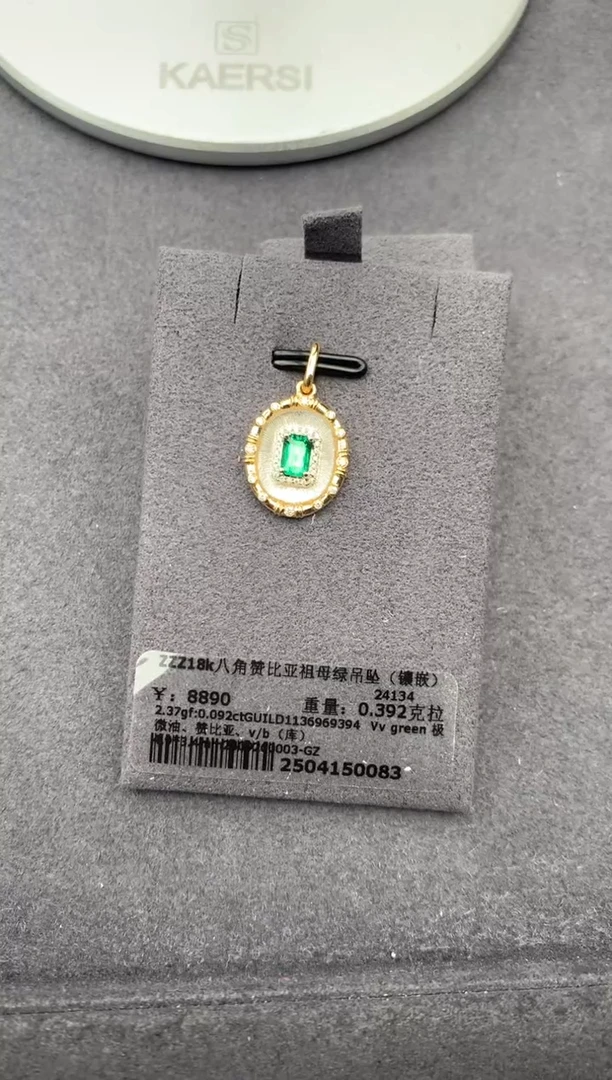 KAERSI
ZZZ18k八角赞比亚祖母绿吊坠（镶嵌）
24134
￥：8890 重量：0.392克拉
2.37gf:0.092ctGUILD1136969394 Vv green 极
微油、赞比亚、v/b（库）
0003-GZ
2504150083